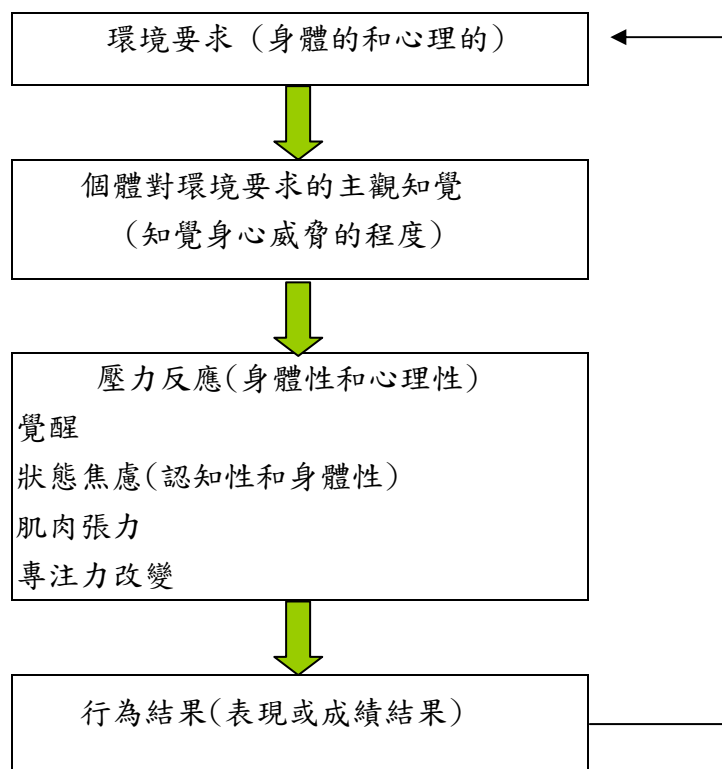 環境要求（身體的和心理的）
個體對環境要求的主觀知覺
（知覺身心威脅的程度）
壓力反應(身體性和心理性)
覺醒
狀態焦慮(認知性和身體性)
肌肉張力
專注力改變
行為結果(表現或成績結果)